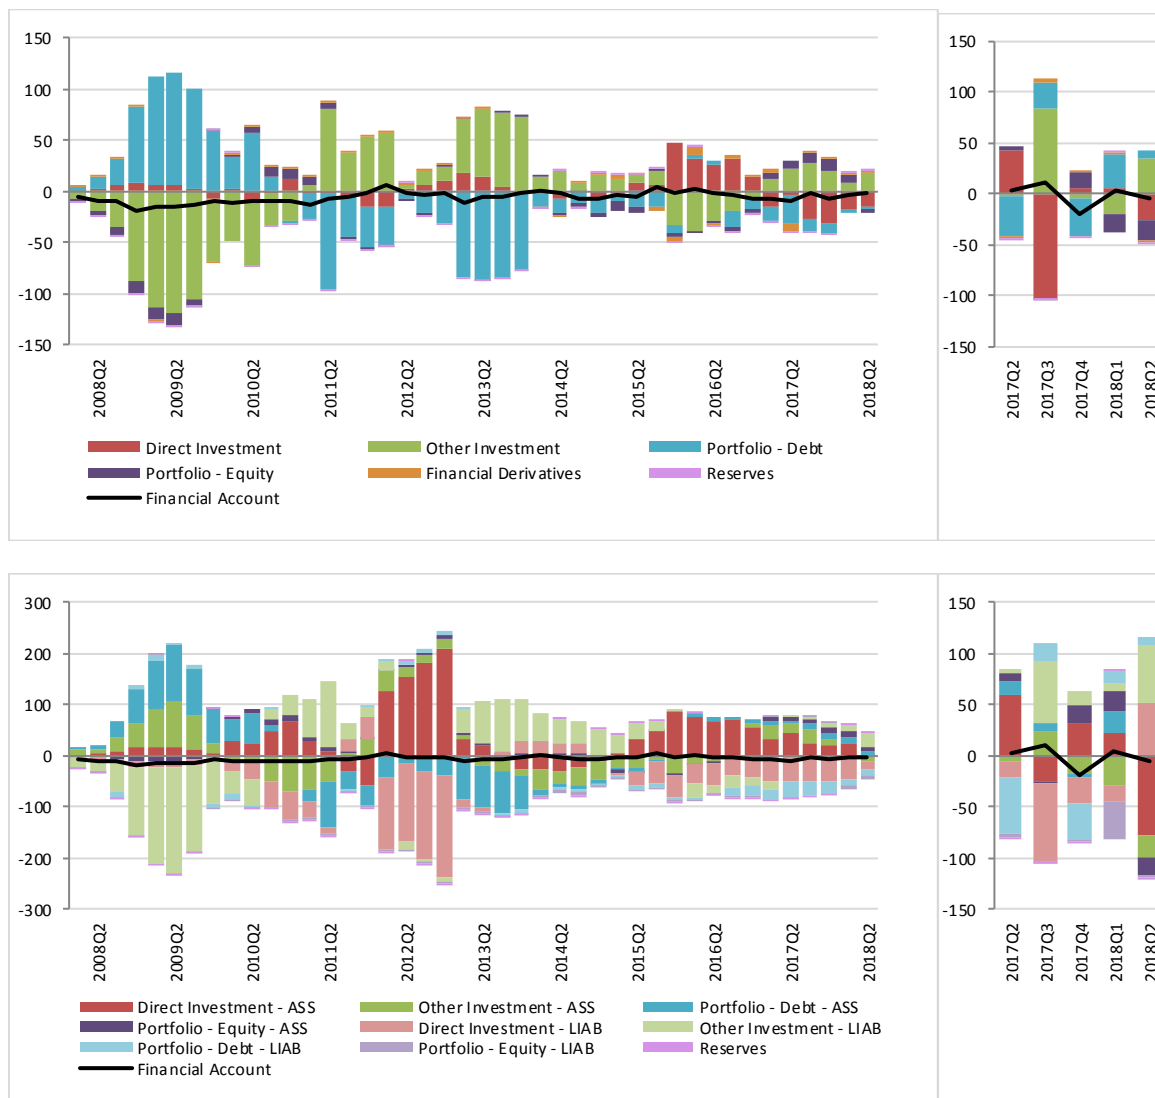 150
100
50
0
-50
-100
-150
2008Q2
2009Q2
2010Q2
2011Q2
2012Q2
2013Q2
2014Q2
2015Q2
2016Q2
2017Q2
2018Q2
Direct Investment
Other Investment
Portfolio - Debt
Portfolio - Equity
Financial Derivatives
Reserves
Financial Account
150
100
50
0
-50
-100
-150
2017Q2
2017Q3
2017Q4
2018Q1
2018Q2
300
200
100
0
-100
-200
-300
2008Q2
2009Q2
2010Q2
2011Q2
2012Q2
2013Q2
2014Q2
2015Q2
2016Q2
2017Q2
2018Q2
Direct Investment - ASS
Other Investment - ASS
Portfolio - Debt - ASS
Portfolio - Equity - ASS
Direct Investment - LIAB
Other Investment - LIAB
Portfolio - Debt - LIAB
Portfolio - Equity - LIAB
Reserves
Financial Account
150
100
50
0
-50
-100
-150
2017Q2
2017Q3
2017Q4
2018Q1
2018Q2